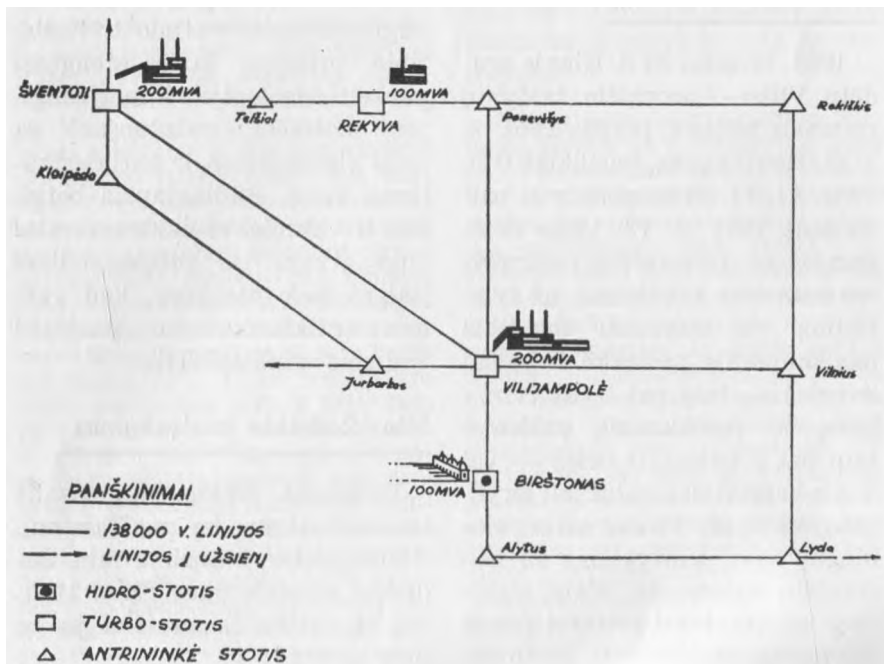 ŠVENTOJI
200 MVA
Telšiai
100 MVA
REKYVA
Panevėžys
Rokiškis
Klaipėda
Jurbarkas
200 MVA
VILIJAMPOLĖ
Vilnius
100 MVA
BIRŠTONAS
Alytus
Lyda
PAAIŠKINIMAI
138000 V LINIJOS
LINIJOS Į UŽSIENĮ
HIDRO-STOTIS
TURBO-STOTIS
ANTRININKĖ STOTIS